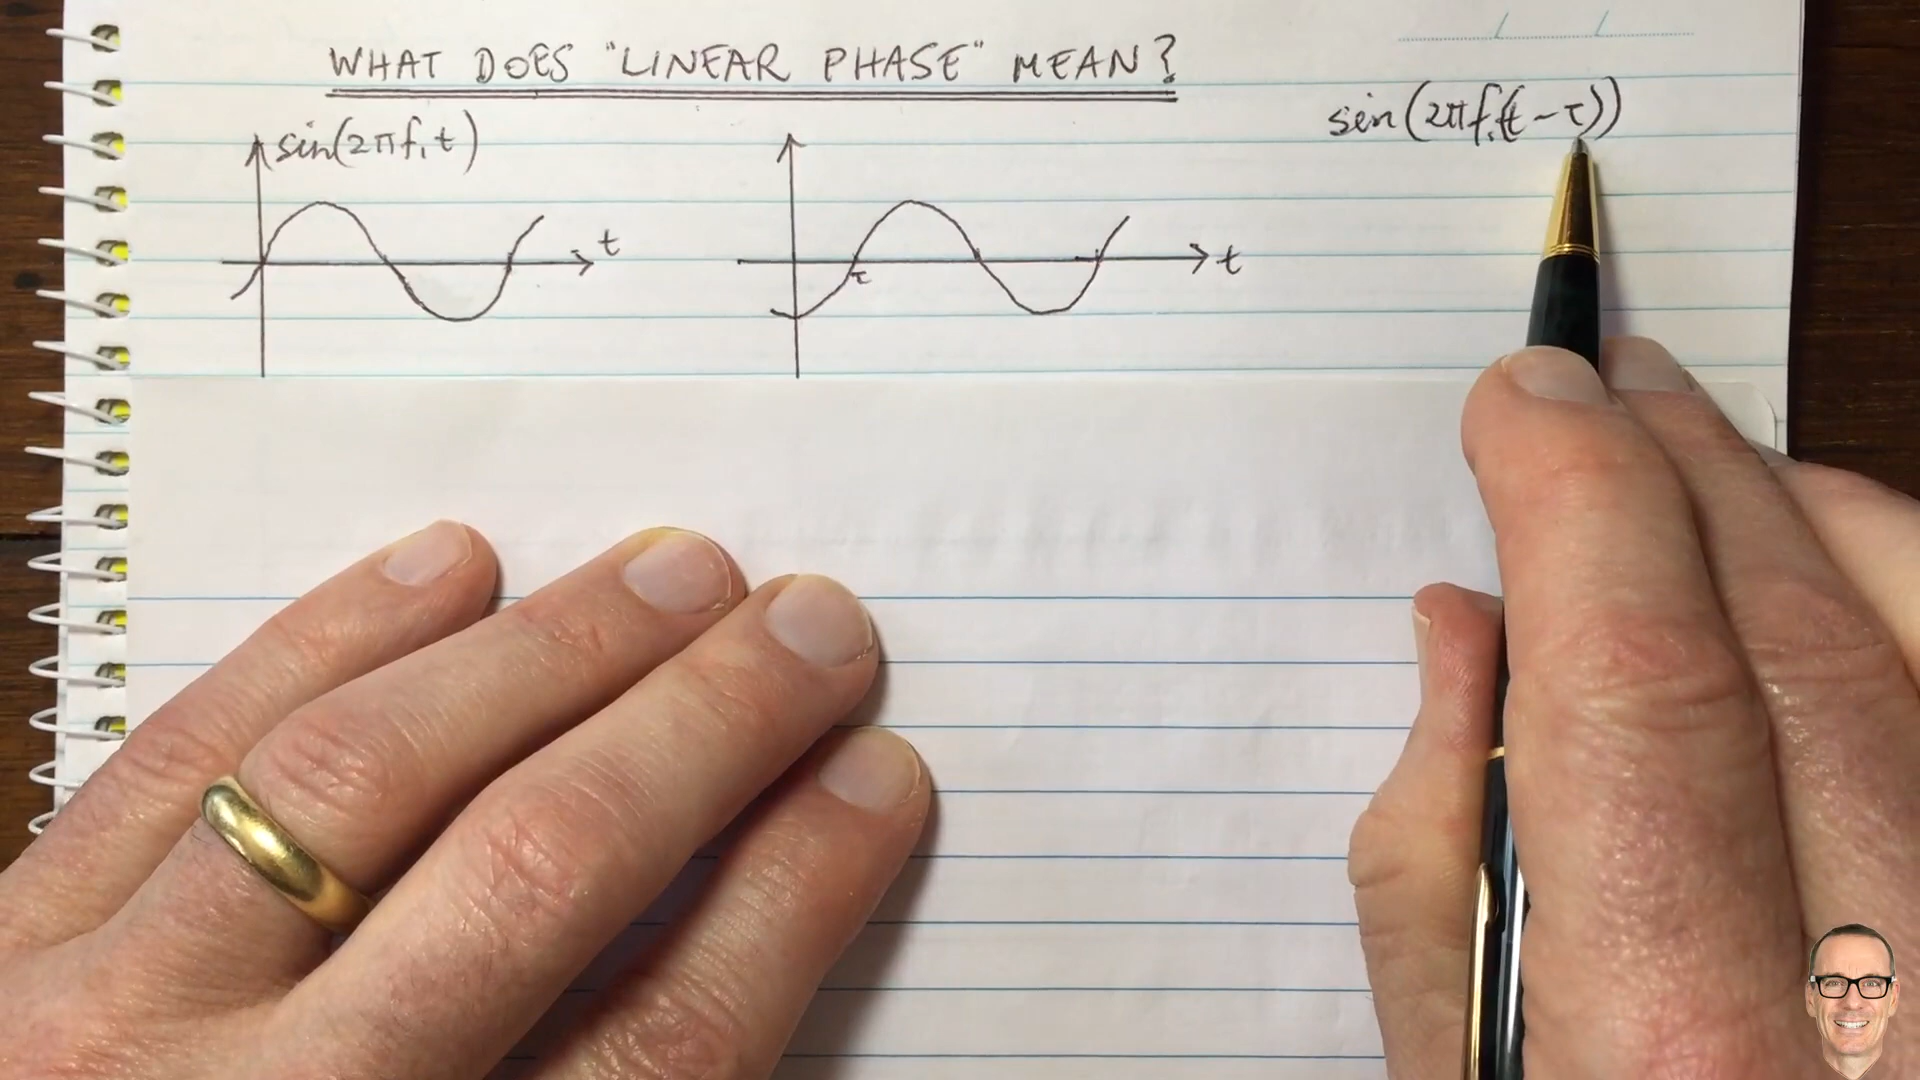 WHAT DOES "LINEAR PHASE" MEAN?
sin(2πf₁(t-τ))
sin(2πf₁t)
t
t
τ